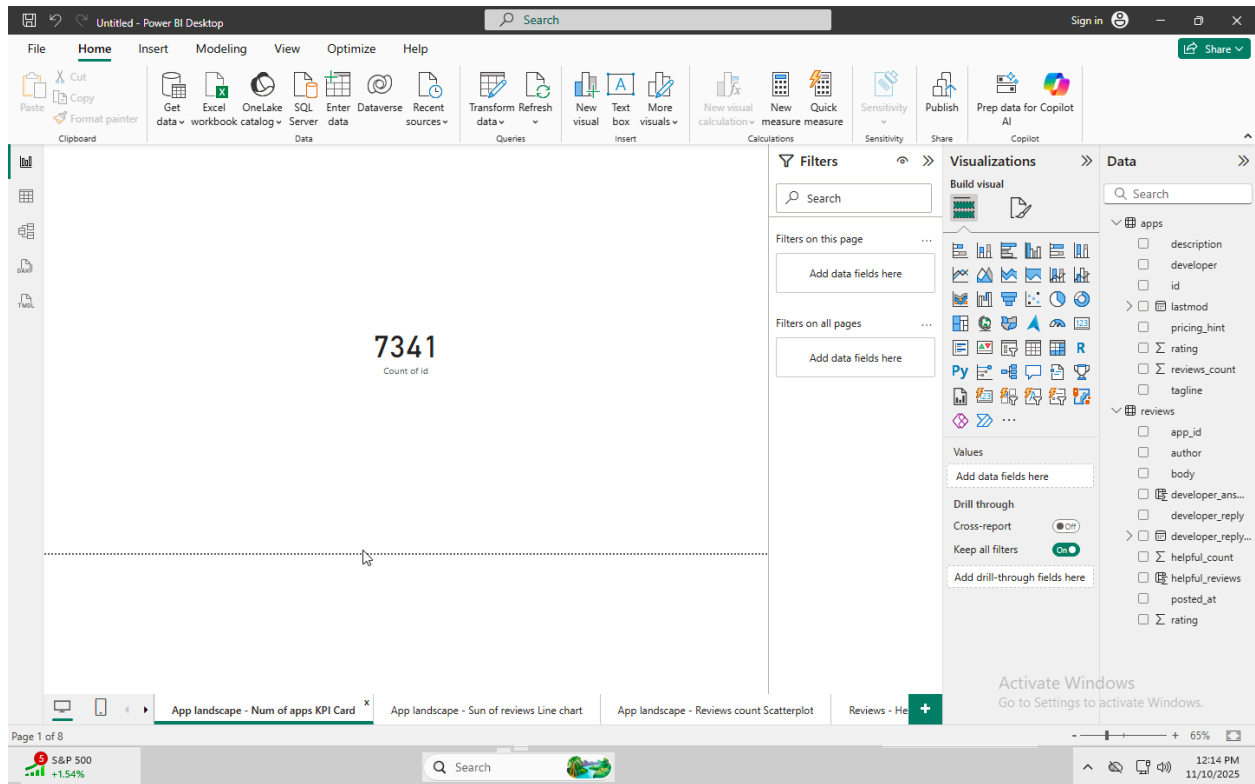 Untitled - Power BI Desktop
Search
Sign in
File
Home
Insert
Modeling
View
Optimize
Help
Share
Paste
Cut
Copy
Format painter
Clipboard
Get data
Excel workbook
OneLake catalog
SQL Server
Enter data
Dataverse
Recent sources
Data
Transform data
Refresh
Queries
New visual
Text box
More visuals
Insert
New visual calculation
New measure
Quick measure
Calculations
Sensitivity
Sensitivity
Publish
Share
Prep data for AI
Copilot
Copilot
DAX
TMDL
7341
Count of id
Filters
Search
Filters on this page
...
Add data fields here
Filters on all pages
...
Add data fields here
Visualizations
Build visual
123
R
Py
...
Values
Add data fields here
Drill through
Cross-report
Off
Keep all filters
On
Add drill-through fields here
Data
Search
apps
description
developer
id
lastmod
pricing_hint
∑ rating
∑ reviews_count
tagline
reviews
app_id
author
body
developer_ans...
developer_reply
developer_reply...
∑ helpful_count
helpful_reviews
posted_at
∑ rating
Activate Windows
Go to Settings to activate Windows.
App landscape - Num of apps KPI Card
x
App landscape - Sun of reviews Line chart
App landscape - Reviews count Scatterplot
Reviews - He
+
Page 1 of 8
- + 65%
5
S&P 500
+1.54%
Search
12:14 PM
11/10/2025